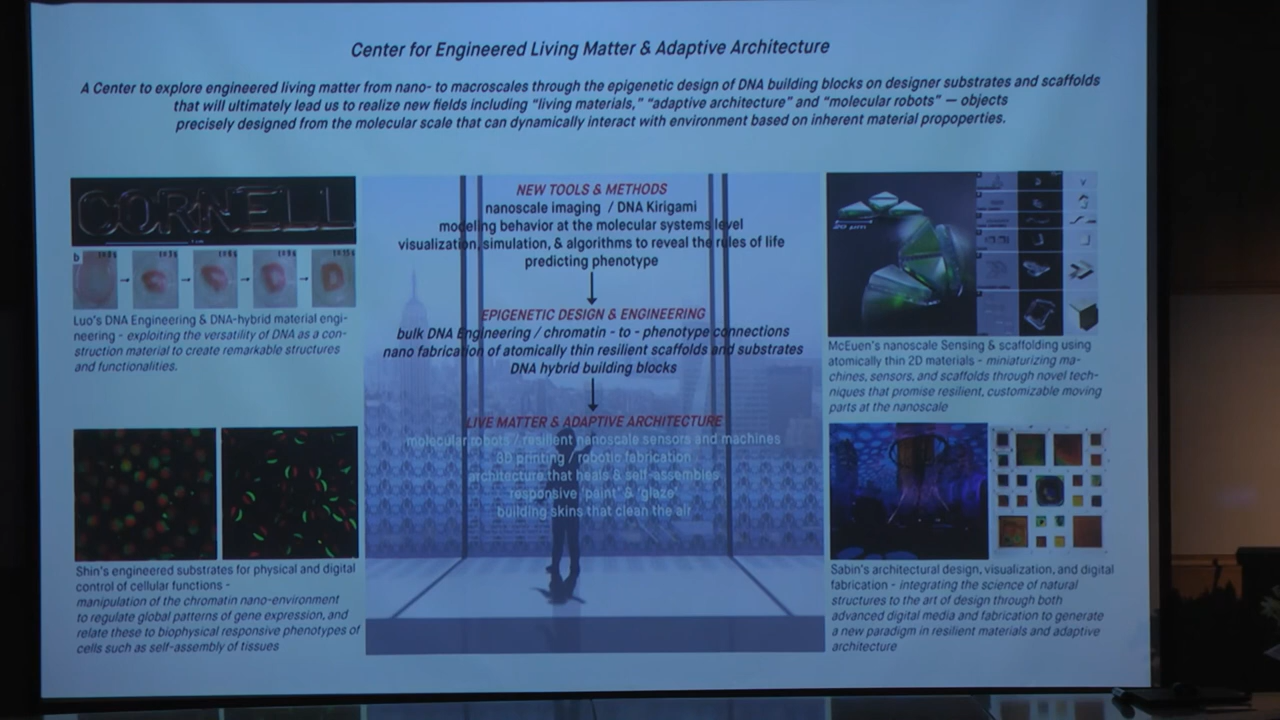 Center for Engineered Living Matter & Adaptive Architecture
A Center to explore engineered living matter from nano- to macroscales through the epigenetic design of DNA building blocks on designer substrates and scaffolds
that will ultimately lead us to realize new fields including “living materials,” “adaptive architecture” and “molecular robots” — objects
precisely designed from the molecular scale that can dynamically interact with environment based on inherent material propoperties.
CORNELL
b
Luo's DNA Engineering & DNA-hybrid material engi-
neering - exploiting the versatility of DNA as a con-
struction material to create remarkable structures
and functionalities.
Shin's engineered substrates for physical and digital
control of cellular functions -
manipulation of the chromatin nano-environment
to regulate global patterns of gene expression, and
relate these to biophysical responsive phenotypes of
cells such as self-assembly of tissues
NEW TOOLS & METHODS
nanoscale imaging / DNA Kirigami
modeling behavior at the molecular systems level
visualization, simulation, & algorithms to reveal the rules of life
predicting phenotype
EPIGENETIC DESIGN & ENGINEERING
bulk DNA Engineering / chromatin - to - phenotype connections
nano fabrication of atomically thin resilient scaffolds and substrates
DNA hybrid building blocks
LIVE MATTER & ADAPTIVE ARCHITECTURE
molecular robots / resilient nanoscale sensors and machines
3D printing / robotic fabrication
architecture that heals & self-assembles
responsive 'paint' & 'glaze'
building skins that clean the air
20 μm
McEuen's nanoscale Sensing & scaffolding using
atomically thin 2D materials - miniaturizing ma-
chines, sensors, and scaffolds through novel tech-
niques that promise resilient, customizable moving
parts at the nanoscale
Sabin's architectural design, visualization, and digital
fabrication - integrating the science of natural
structures to the art of design through both
advanced digital media and fabrication to generate
a new paradigm in resilient materials and adaptive
architecture